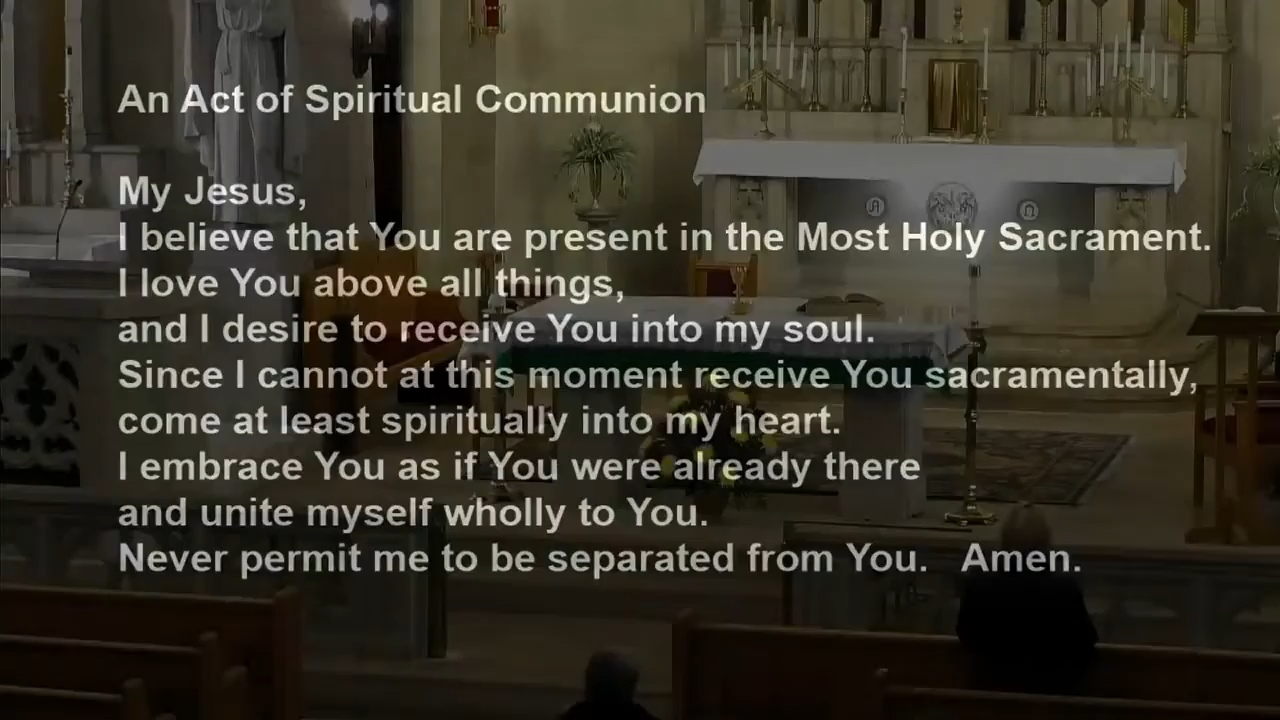 An Act of Spiritual Communion
My Jesus,
I believe that You are present in the Most Holy Sacrament.
I love You above all things,
and I desire to receive You into my soul.
Since I cannot at this moment receive You sacramentally,
come at least spiritually into my heart.
I embrace You as if You were already there
and unite myself wholly to You.
Never permit me to be separated from You.   Amen.